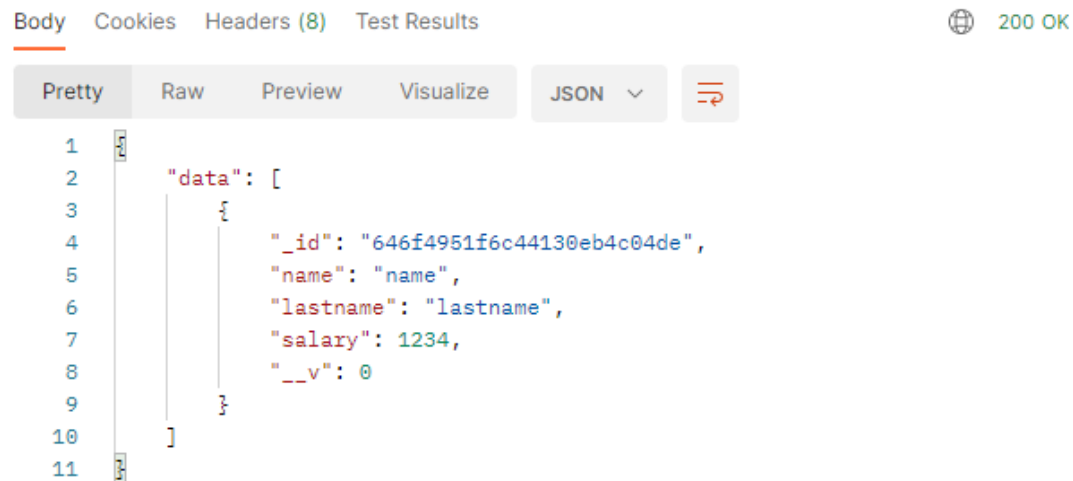 Body Cookies Headers (8) Test Results 200 OK
Pretty Raw Preview Visualize JSON
1 {
2 "data": [
3 {
4 "_id": "646f4951f6c44130eb4c04de",
5 "name": "name",
6 "lastname": "lastname",
7 "salary": 1234,
8 "__v": 0
9 }
10 ]
11 }